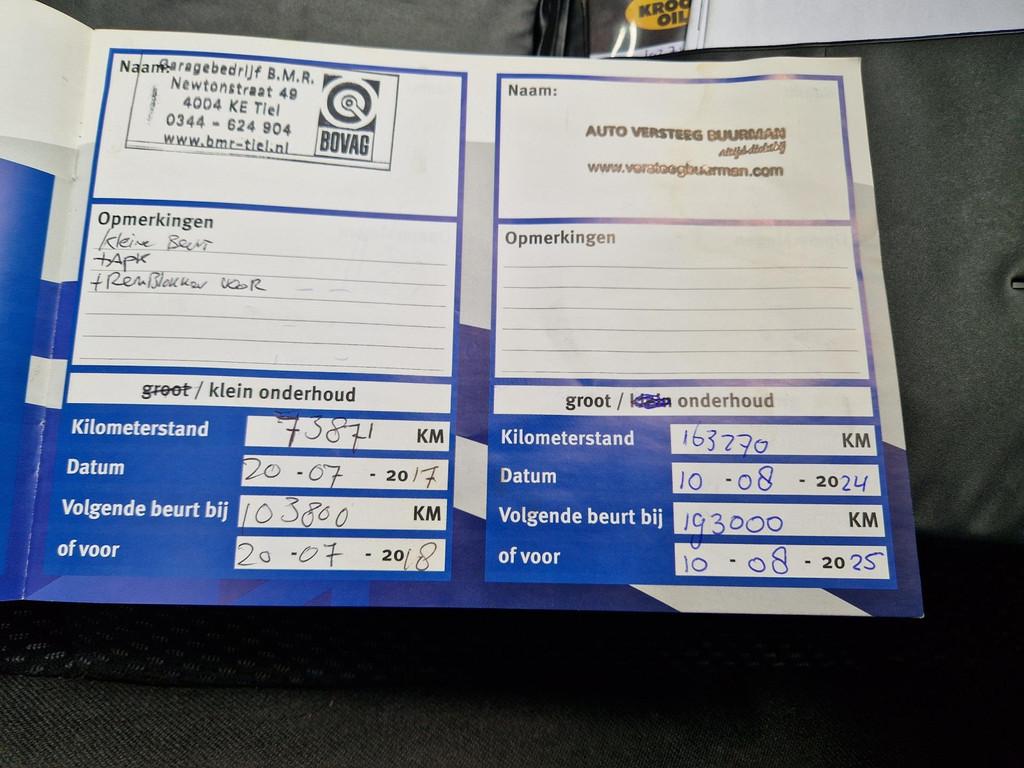 KROO
OIL
Naam:
Garagebedrijf B.M.R.
Newtonstraat 49
4004 KE Tiel
0344 - 624 904
www.bmr-tiel.nl
BOVAG
Opmerkingen
Kleine Beurt
+Apk
+RemBlokken VOOR
groot / klein onderhoud
Kilometerstand 73871 KM
Datum 20 - 07 - 2017
Volgende beurt bij 103800 KM
of voor 20 - 07 - 2018
Naam:
AUTO VERSTEEG BUURMAN
altijd dichtbij
www.versteegbuurman.com
Opmerkingen
groot / klein onderhoud
Kilometerstand 163270 KM
Datum 10 - 08 - 2024
Volgende beurt bij 193000 KM
of voor 10 - 08 - 2025